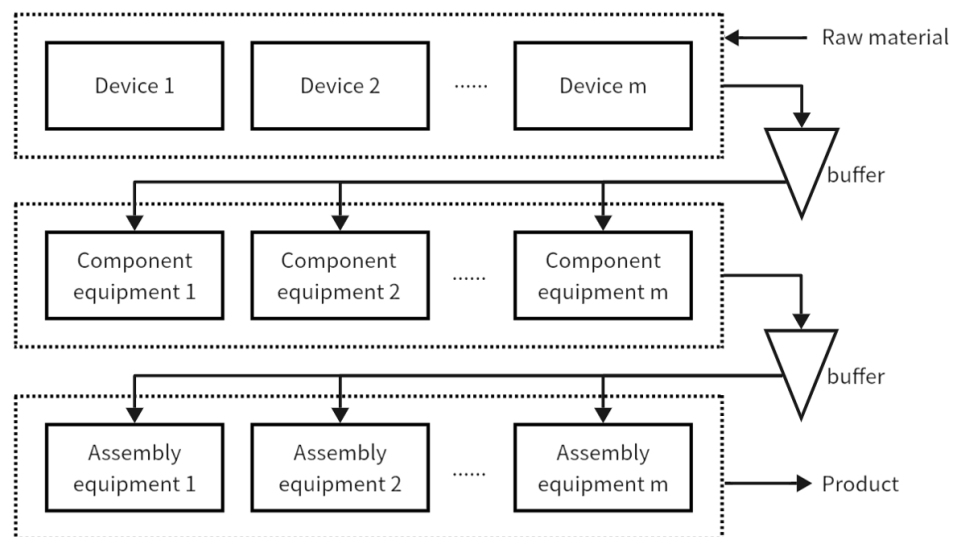 Raw material
Device 1
Device 2
......
Device m
buffer
Component
equipment 1
Component
equipment 2
......
Component
equipment m
buffer
Assembly
equipment 1
Assembly
equipment 2
......
Assembly
equipment m
Product